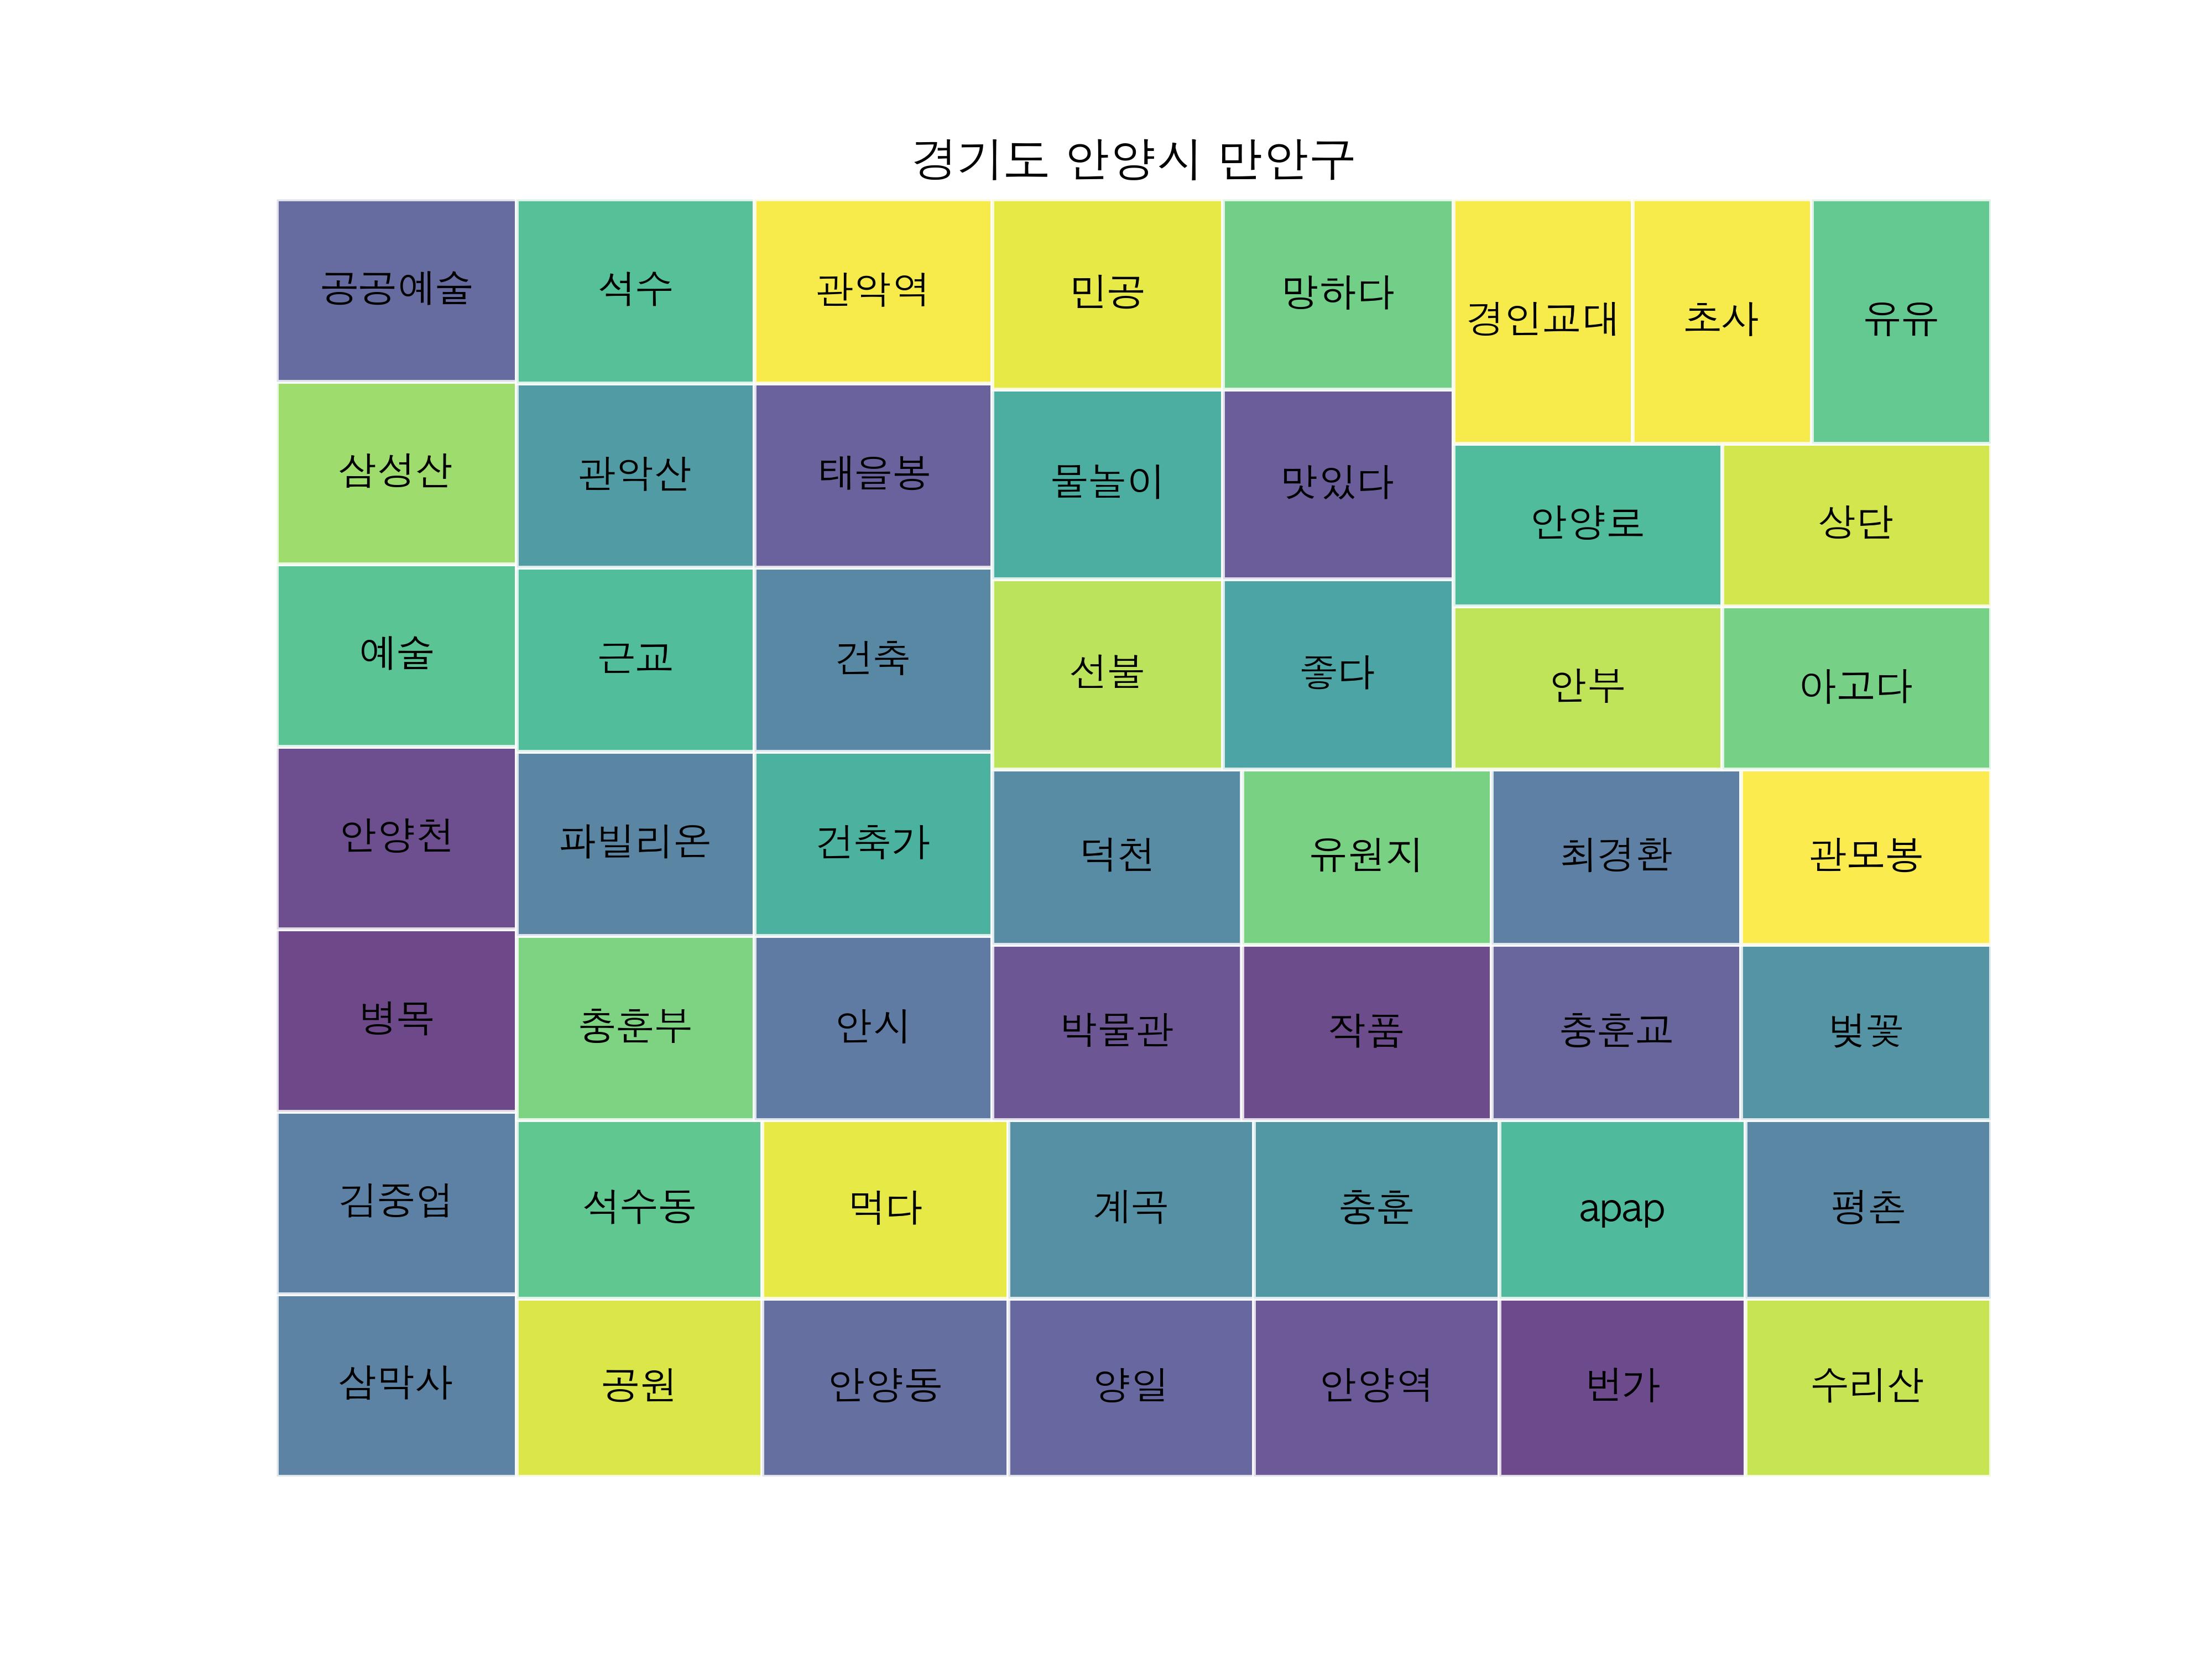 경기도 안양시 만안구
공공예술
석수
관악역
민공
망하다
경인교대
초사
유유
삼성산
관악산
태을봉
물놀이
맛있다
안양로
상단
예술
근교
건축
선불
좋다
안부
아고다
안양천
파빌리온
건축가
덕천
유원지
최경환
관모봉
병목
충훈부
안시
박물관
작품
충훈교
벚꽃
김중업
석수동
먹다
계곡
충훈
apap
평촌
삼막사
공원
안양동
양일
안양역
번가
수리산